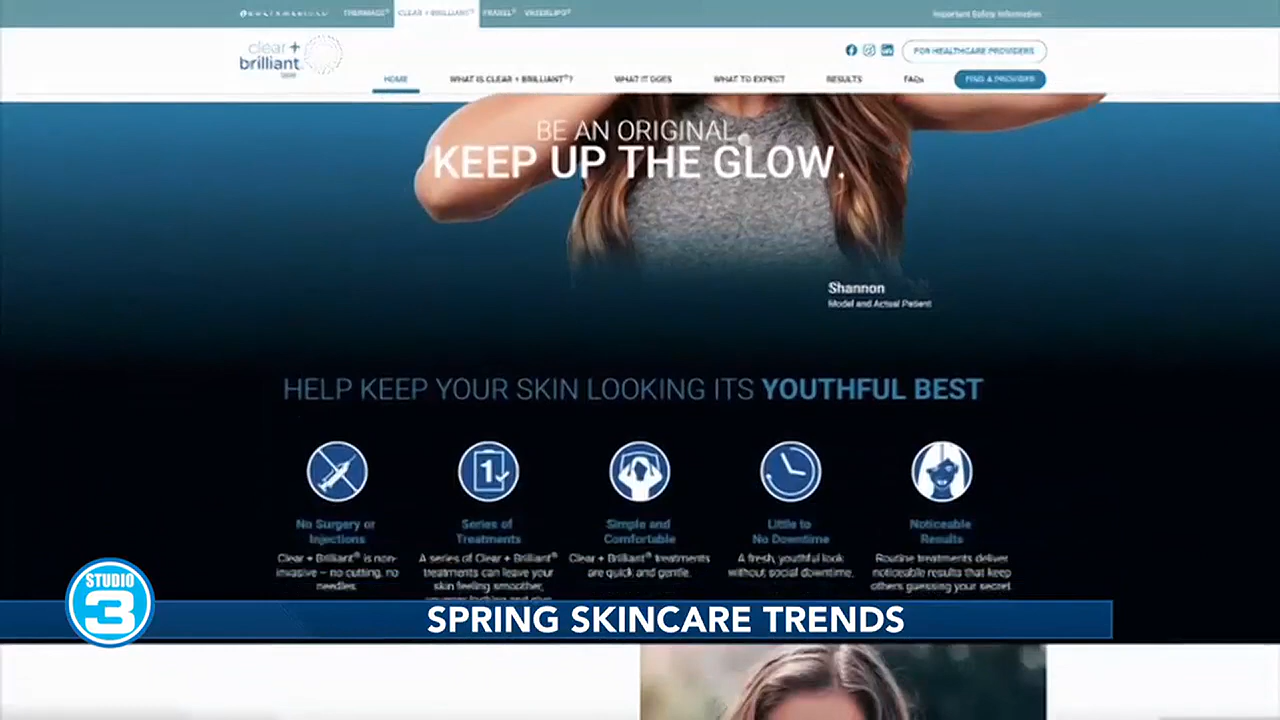 THERMAGE®
CLEAR + BRILLIANT®
FRAXEL®
VASERLIPO®
Important Safety Information
clear +
brilliant
FOR HEALTHCARE PROVIDERS
HOME
WHAT IS CLEAR + BRILLIANT®?
WHAT IT DOES
WHAT TO EXPECT
RESULTS
FAQs
FIND A PROVIDER
BE AN ORIGINAL.
KEEP UP THE GLOW.
Shannon
Model and Actual Patient
HELP KEEP YOUR SKIN LOOKING ITS YOUTHFUL BEST
1
No Surgery or
Injections
Clear + Brilliant® is non-
invasive – no cutting, no
needles.
Series of
Treatments
A series of Clear + Brilliant®
treatments can leave your
skin feeling smoother,
Simple and
Comfortable
Clear + Brilliant® treatments
are quick and gentle.
Little to
No Downtime
A fresh, youthful look
without social downtime.
Noticeable
Results
Routine treatments deliver
noticeable results that keep
others guessing your secret.
STUDIO
3
SPRING SKINCARE TRENDS